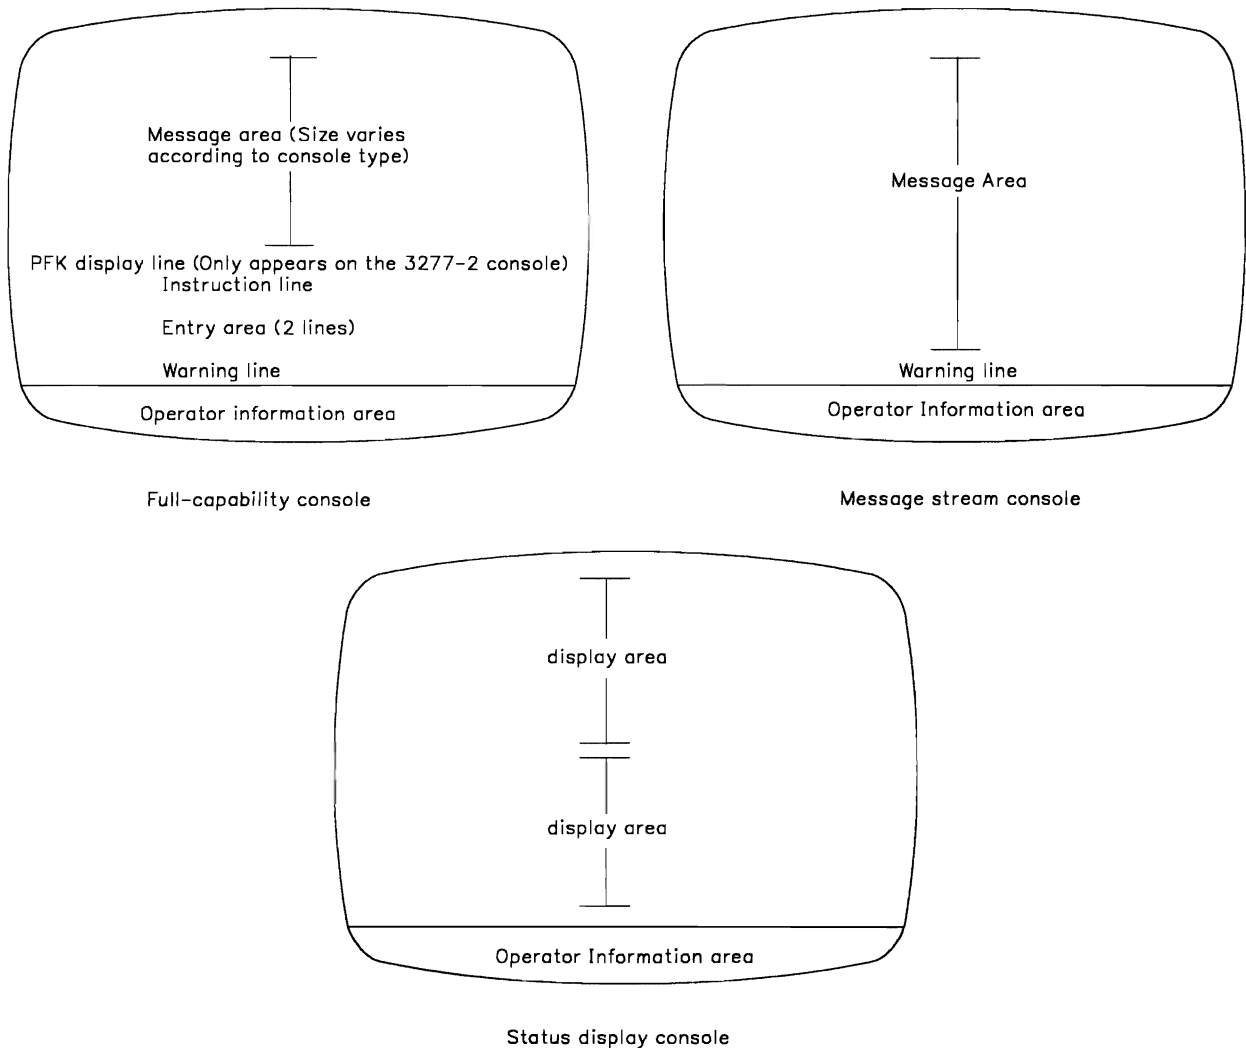 Message area (Size varies
according to console type)
PFK display line (Only appears on the 3277-2 console)
Instruction line
Entry area (2 lines)
Warning line
Operator information area
Full-capability console
Message Area
Warning line
Operator Information area
Message stream console
display area
display area
Operator Information area
Status display console